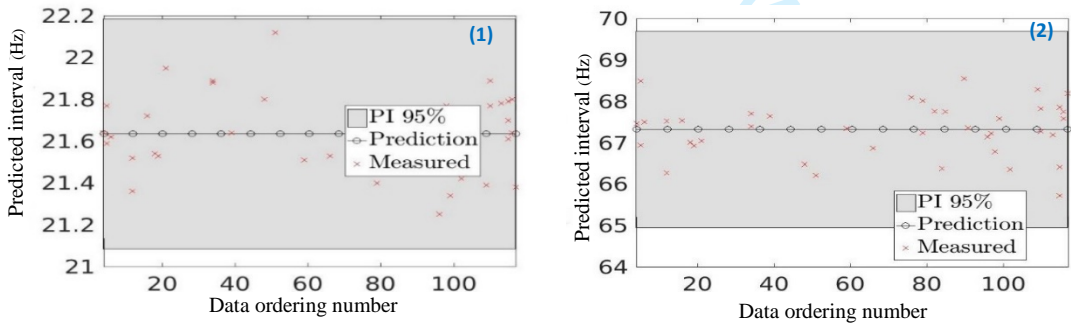 Predicted interval (Hz)
22.2
22
21.8
21.6
21.4
21.2
21
(1)
PI 95%
Prediction
Measured
20 40 60 80 100
Data ordering number
Predicted interval (Hz)
70
69
68
67
66
65
64
(2)
PI 95%
Prediction
Measured
20 40 60 80 100
Data ordering number